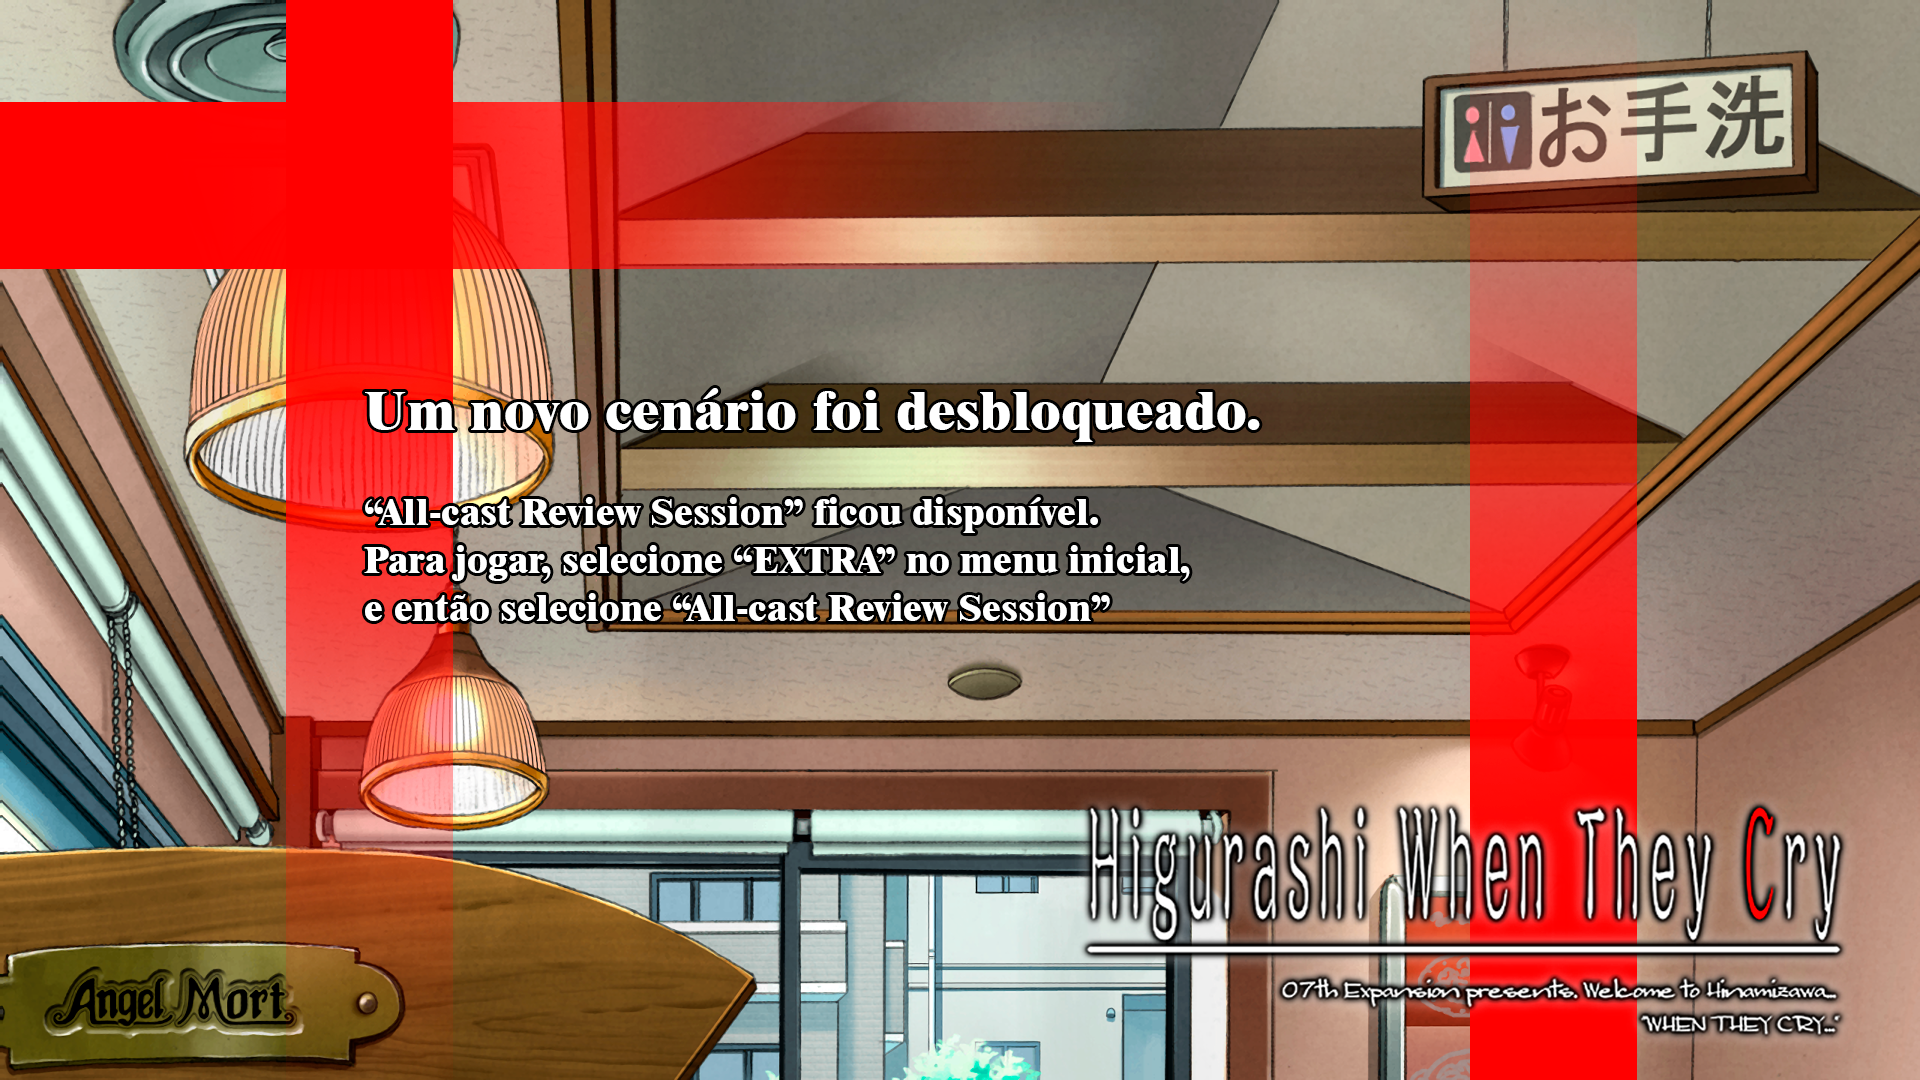 お手洗
Um novo cenário foi desbloqueado.
“All-cast Review Session” ficou disponível.
Para jogar, selecione “EXTRA” no menu inicial,
e então selecione “All-cast Review Session”
Higurashi When They Cry
07th Expansion presents. Welcome to Hinamizawa...
"WHEN THEY CRY..."
Angel Mort